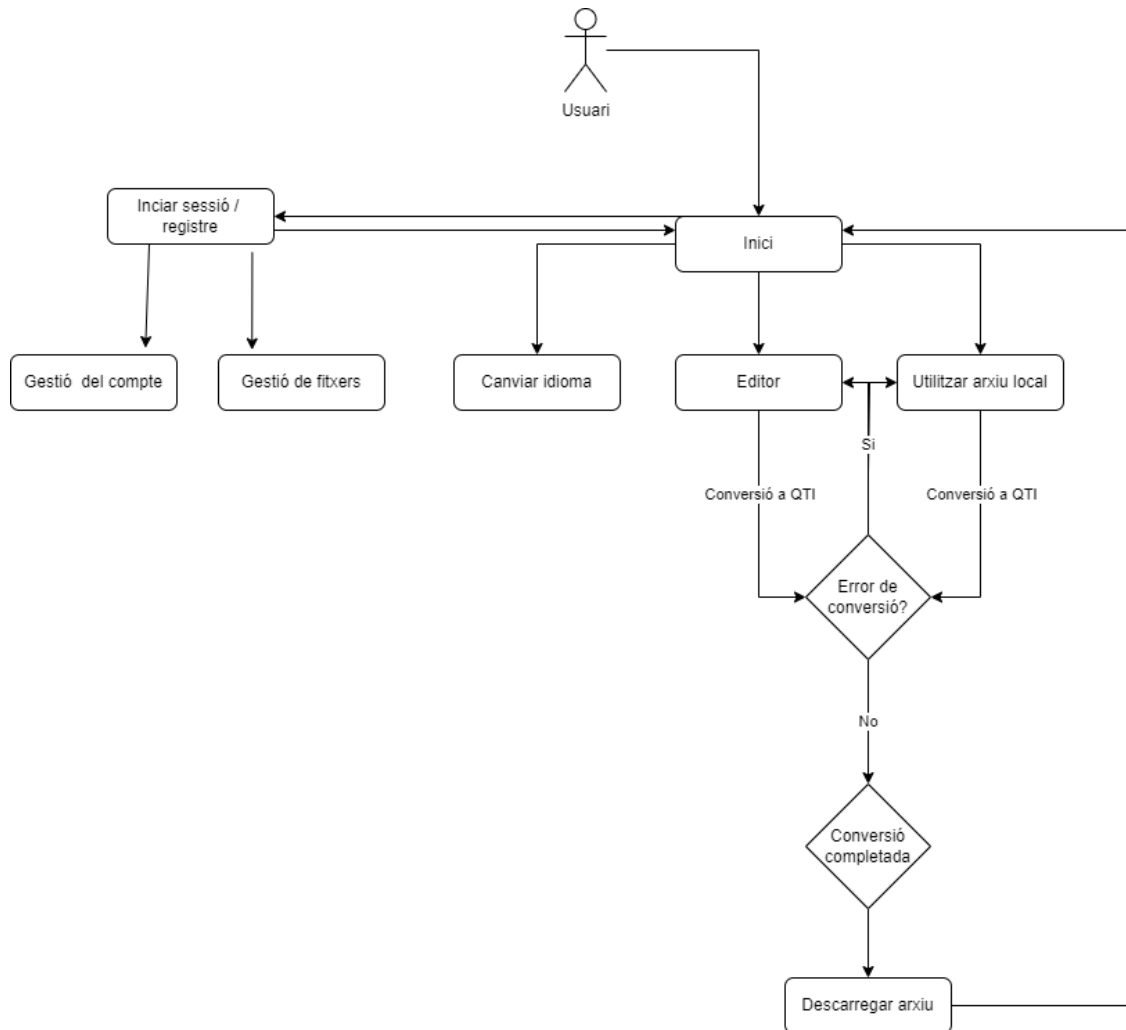 Usuari
Inciar sessió /
registre
Inici
Gestió  del compte
Gestió de fitxers
Canviar idioma
Editor
Utilitzar arxiu local
Si
Conversió a QTI
Conversió a QTI
Error de
conversió?
No
Conversió
completada
Descarregar arxiu